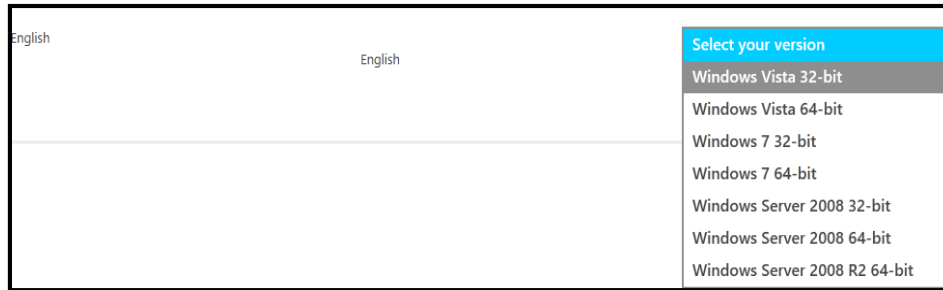 English
English
Select your version
Windows Vista 32-bit
Windows Vista 64-bit
Windows 7 32-bit
Windows 7 64-bit
Windows Server 2008 32-bit
Windows Server 2008 64-bit
Windows Server 2008 R2 64-bit